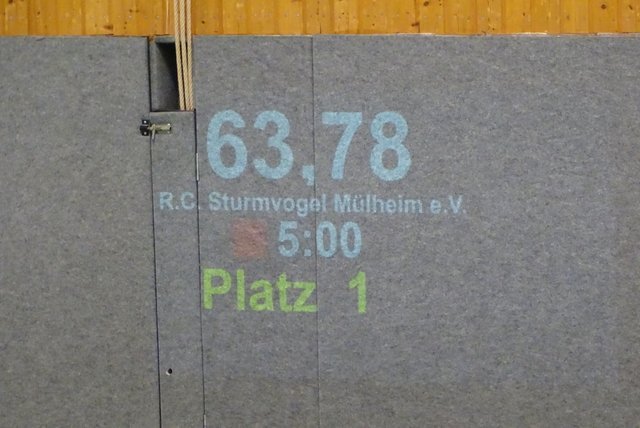 63,78
R.C. Sturmvogel Mülheim e.V.
5:00
Platz 1